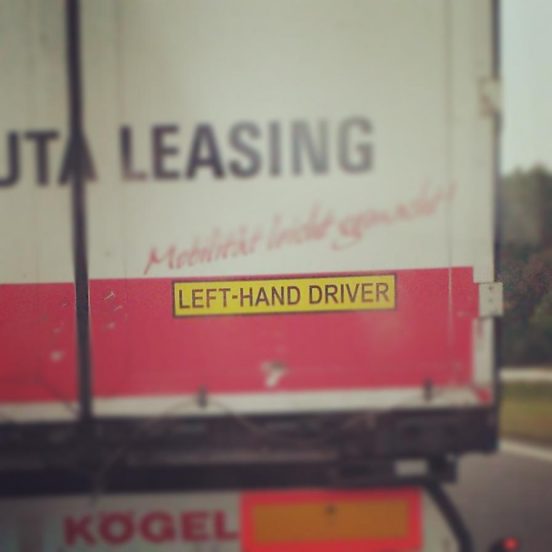 UTA LEASING
Mobilität leicht gemacht!
LEFT-HAND DRIVER
KÖGEL